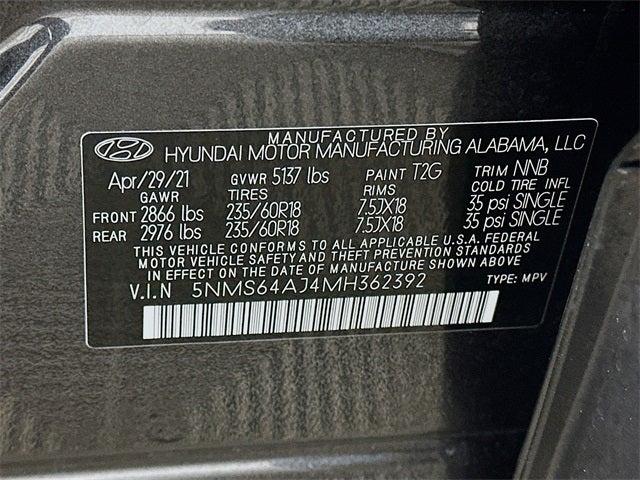 MANUFACTURED BY
HYUNDAI MOTOR MANUFACTURING ALABAMA, LLC
Apr/29/21 GVWR 5137 lbs PAINT T2G TRIM NNB
GAWR TIRES RIMS COLD TIRE INFL
FRONT 2866 lbs 235/60R18 7.5JX18 35 psi SINGLE
REAR 2976 lbs 235/60R18 7.5JX18 35 psi SINGLE
THIS VEHICLE CONFORMS TO ALL APPLICABLE U.S.A. FEDERAL
MOTOR VEHICLE SAFETY AND THEFT PREVENTION STANDARDS
IN EFFECT ON THE DATE OF MANUFACTURE SHOWN ABOVE.
V.I.N 5NMS64AJ4MH362392 TYPE: MPV